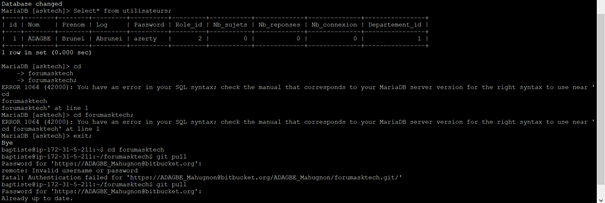 Database changed
MariaDB [asktech]> Select* from utilisateurs;
+----+--------+--------+---------+----------+---------+-----------+-------------+--------------+----------------+
| id | Nom | Prenom | Log | Password | Role_id | Nb_sujets | Nb_reponses | Nb_connexion | Departement_id |
+----+--------+--------+---------+----------+---------+-----------+-------------+--------------+----------------+
| 1 | ADAGBE | Brunei | Abrunei | azerty | 2 | 0 | 0 | 0 | 1 |
+----+--------+--------+---------+----------+---------+-----------+-------------+--------------+----------------+
1 row in set (0.000 sec)
MariaDB [asktech]> cd
-> forumasktech
-> forumasktech;
ERROR 1064 (42000): You have an error in your SQL syntax; check the manual that corresponds to your MariaDB server version for the right syntax to use near '
cd
forumasktech
forumasktech' at line 1
MariaDB [asktech]> cd forumasktech;
ERROR 1064 (42000): You have an error in your SQL syntax; check the manual that corresponds to your MariaDB server version for the right syntax to use near '
cd forumasktech' at line 1
MariaDB [asktech]> exit;
Bye
baptiste@ip-172-31-5-211:~$ cd forumasktech
baptiste@ip-172-31-5-211:~/forumasktech$ git pull
Password for 'https://ADAGBE_Mahugnon@bitbucket.org':
remote: Invalid username or password
fatal: Authentication failed for 'https://ADAGBE_Mahugnon@bitbucket.org/ADAGBE_Mahugnon/forumasktech.git/'
baptiste@ip-172-31-5-211:~/forumasktech$ git pull
Password for 'https://ADAGBE_Mahugnon@bitbucket.org':
Already up to date.